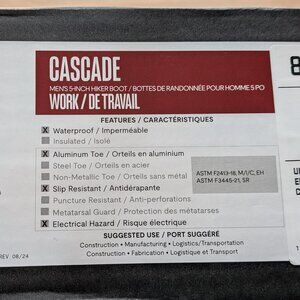 CASCADE
MEN'S 5-INCH HIKER BOOT / BOTTES DE RANDONNÉE POUR HOMME 5 PO
WORK / DE TRAVAIL
FEATURES / CARACTÉRISTIQUES
X Waterproof / Imperméable
Insulated / Isolé
X Aluminum Toe / Orteils en aluminium
Steel Toe / Orteils en acier
Non-Metallic Toe / Orteils sans métal
X Slip Resistant / Antidérapante
Puncture Resistant / Anti-perforations
Metatarsal Guard / Protection des métatarses
X Electrical Hazard / Risque électrique
ASTM F2413-18, M/I/C, EH
ASTM F3445-21, SR
SUGGESTED USE / PORT SUGGÉRÉ
Construction • Manufacturing • Logistics/Transportation
Construction • Fabrication • Logistique et Transport
REV. 08/24
8